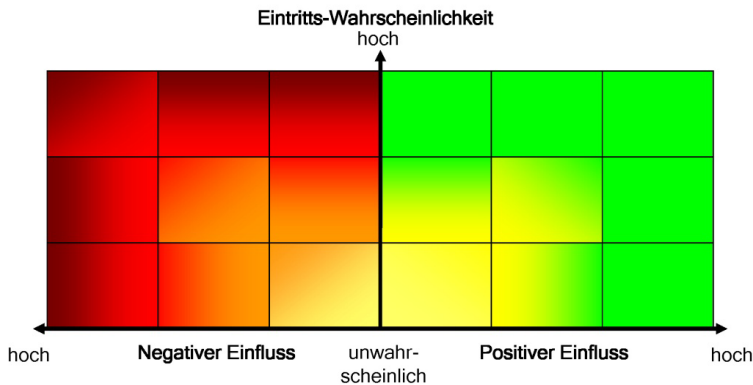 Eintritts-Wahrscheinlichkeit
hoch
hoch
Negativer Einfluss
unwahr-
scheinlich
Positiver Einfluss
hoch